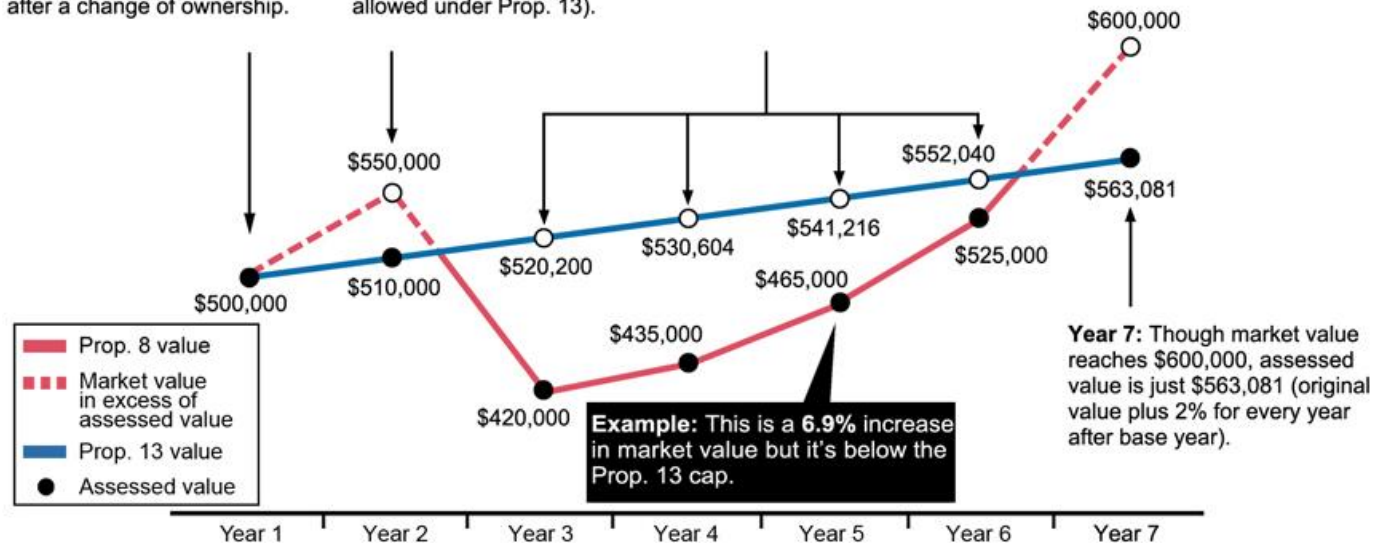 after a change of ownership.
allowed under Prop. 13).
$600,000
$550,000
$552,040
$563,081
$541,216
$530,604
$520,200
$525,000
$510,000
$500,000
$465,000
$435,000
$420,000
Prop. 8 value
Market value
in excess of
assessed value
Prop. 13 value
Assessed value
Example: This is a 6.9% increase
in market value but it's below the
Prop. 13 cap.
Year 7: Though market value
reaches $600,000, assessed
value is just $563,081 (original
value plus 2% for every year
after base year).
Year 1
Year 2
Year 3
Year 4
Year 5
Year 6
Year 7